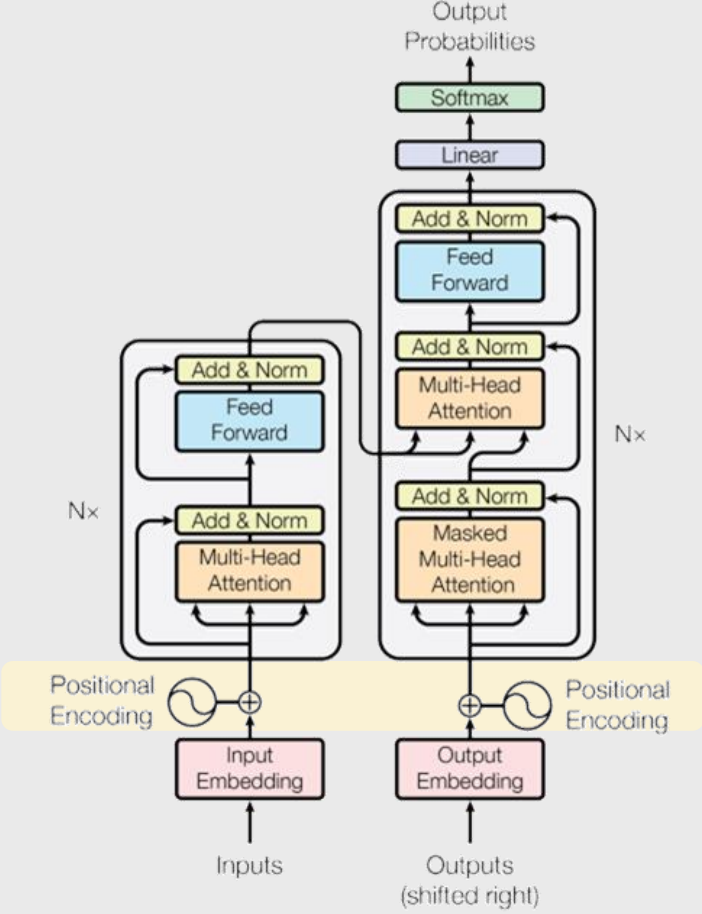 Output
Probabilities
Softmax
Linear
Add & Norm
Feed
Forward
Add & Norm
Multi-Head
Attention
Add & Norm
Masked
Multi-Head
Attention
Nx
Add & Norm
Feed
Forward
Add & Norm
Multi-Head
Attention
Nx
Positional
Encoding
Positional
Encoding
Input
Embedding
Output
Embedding
Inputs
Outputs
(shifted right)